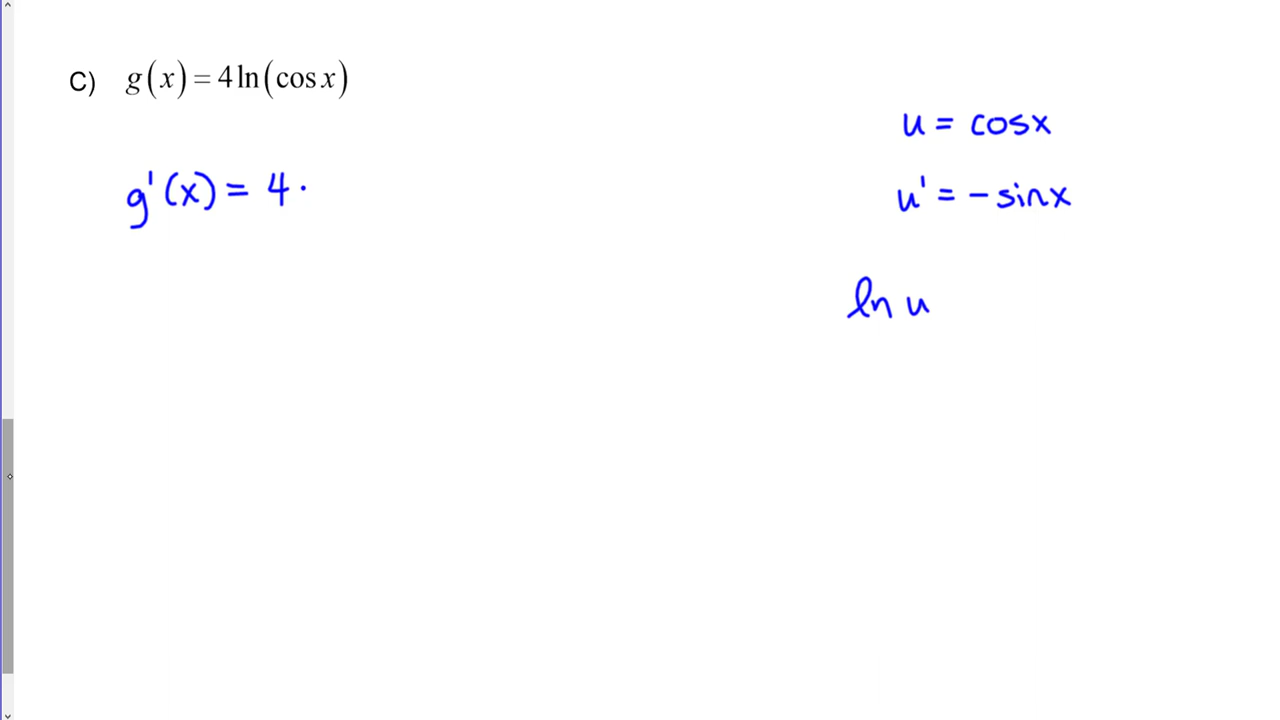 C) g(x) = 4 ln(cos x)
u = cosx
g'(x) = 4 ·
u' = - sinx
ln u